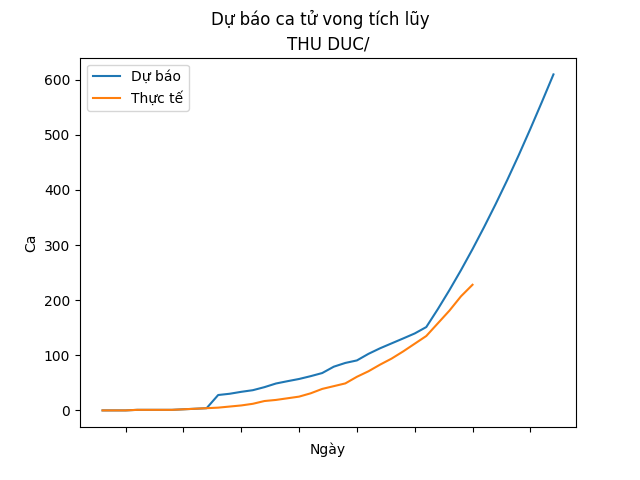 Dự báo ca tử vong tích lũy
THU DUC/
Dự báo
Thực tế
600
500
400
300
200
100
0
Ca
Ngày